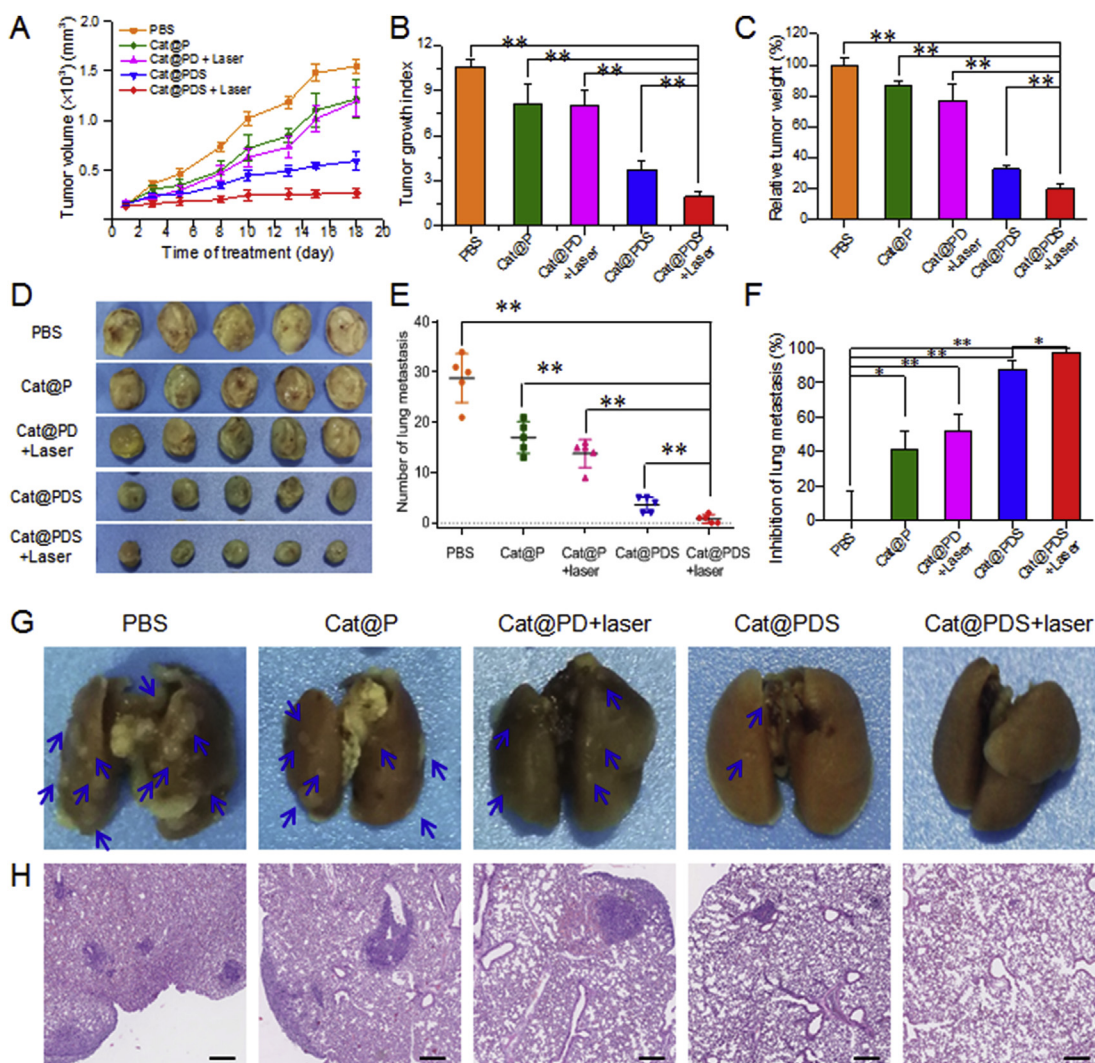 A
Tumor volume (×10³) (mm³)
2.0
1.5
1.0
0.5
0 2 4 6 8 10 12 14 16 18 20
Time of treatment (day)
PBS
Cat@P
Cat@PD + Laser
Cat@PDS
Cat@PDS + Laser
B
Tumor growth index
12
9
6
3
0
**
**
**
**
PBS
Cat@P
Cat@PD
+Laser
Cat@PDS
Cat@PDS
+Laser
C
Relative tumor weight (%)
140
120
100
80
60
40
20
0
**
**
**
**
PBS
Cat@P
Cat@PD
+Laser
Cat@PDS
Cat@PDS
+Laser
D
PBS
Cat@P
Cat@PD
+Laser
Cat@PDS
Cat@PDS
+Laser
E
Number of lung metastasis
40
30
20
10
0
**
**
**
**
PBS
Cat@P
Cat@P
+laser
Cat@PDS
Cat@PDS
+laser
F
Inhibition of lung metastasis (%)
100
80
60
40
20
0
**
*
**
**
*
PBS
Cat@P
Cat@PD
+Laser
Cat@PDS
Cat@PDS
+Laser
G
PBS Cat@P Cat@PD+laser Cat@PDS Cat@PDS+laser
H